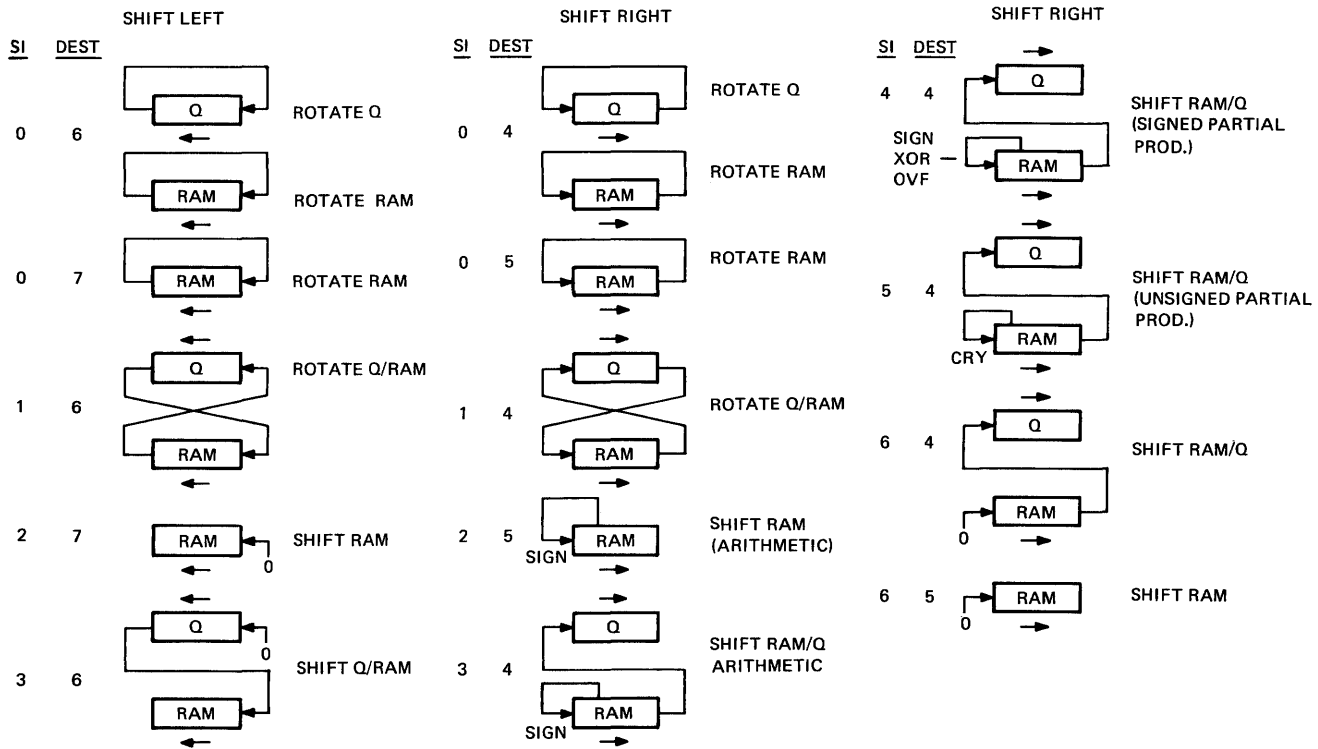 SHIFT LEFT
SI DEST
Q
0 6
ROTATE Q
RAM
ROTATE RAM
0 7
RAM
ROTATE RAM
Q
ROTATE Q/RAM
1 6
RAM
2 7
RAM
SHIFT RAM
0
Q
0
3 6
SHIFT Q/RAM
RAM
SHIFT RIGHT
SI DEST
Q
ROTATE Q
0 4
RAM
ROTATE RAM
0 5
RAM
ROTATE RAM
Q
1 4
ROTATE Q/RAM
RAM
2 5
RAM
SIGN
SHIFT RAM
(ARITHMETIC)
Q
3 4
SHIFT RAM/Q
ARITHMETIC
RAM
SIGN
SHIFT RIGHT
SI DEST
Q
4 4
SHIFT RAM/Q
(SIGNED PARTIAL
PROD.)
SIGN
XOR
OVF
RAM
Q
5 4
SHIFT RAM/Q
(UNSIGNED PARTIAL
PROD.)
RAM
CRY
Q
6 4
SHIFT RAM/Q
RAM
0
6 5
RAM
SHIFT RAM
0